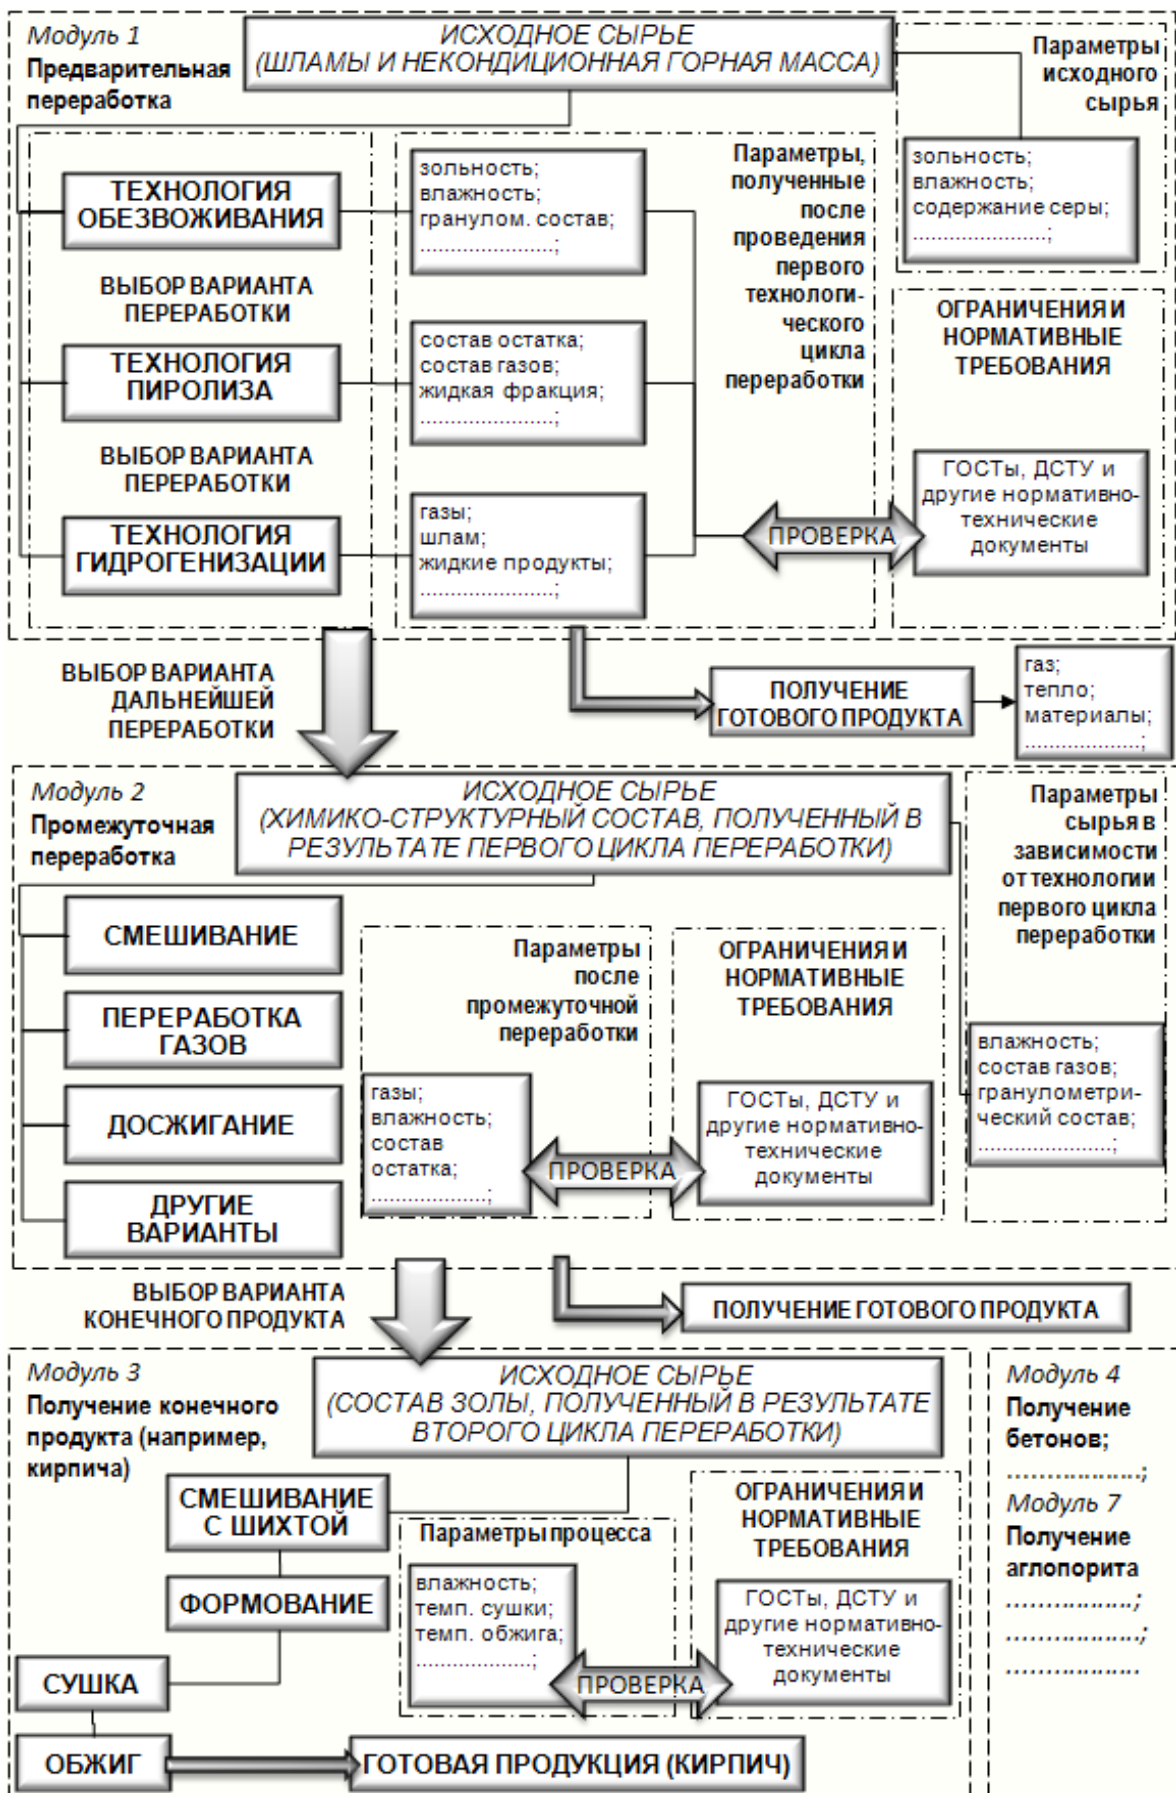 Модуль 1
Предварительная
переработка
ИСХОДНОЕ СЫРЬЕ
(ШЛАМЫ И НЕКОНДИЦИОННАЯ ГОРНАЯ МАССА)
Параметры
исходного
сырья
зольность;
влажность;
содержание серы;
......................;
ТЕХНОЛОГИЯ
ОБЕЗВОЖИВАНИЯ
ВЫБОР ВАРИАНТА
ПЕРЕРАБОТКИ
ТЕХНОЛОГИЯ
ПИРОЛИЗА
ВЫБОР ВАРИАНТА
ПЕРЕРАБОТКИ
ТЕХНОЛОГИЯ
ГИДРОГЕНИЗАЦИИ
зольность;
влажность;
гранулом. состав;
......................;
состав остатка;
состав газов;
жидкая фракция;
......................;
газы;
шлам;
жидкие продукты;
......................;
Параметры,
полученные
после
проведения
первого
технологи-
ческого
цикла
переработки
ОГРАНИЧЕНИЯ И
НОРМАТИВНЫЕ
ТРЕБОВАНИЯ
ПРОВЕРКА
ГОСТы, ДСТУ и
другие нормативно-
технические
документы
ВЫБОР ВАРИАНТА
ДАЛЬНЕЙШЕЙ
ПЕРЕРАБОТКИ
ПОЛУЧЕНИЕ
ГОТОВОГО ПРОДУКТА
газ;
тепло;
материалы;
...................;
Модуль 2
Промежуточная
переработка
ИСХОДНОЕ СЫРЬЕ
(ХИМИКО-СТРУКТУРНЫЙ СОСТАВ, ПОЛУЧЕННЫЙ В
РЕЗУЛЬТАТЕ ПЕРВОГО ЦИКЛА ПЕРЕРАБОТКИ)
Параметры
сырья в
зависимости
от технологии
первого цикла
переработки
влажность;
состав газов;
гранулометри-
ческий состав;
......................;
СМЕШИВАНИЕ
ПЕРЕРАБОТКА
ГАЗОВ
ДОСЖИГАНИЕ
ДРУГИЕ
ВАРИАНТЫ
Параметры
после
промежуточной
переработки
газы;
влажность;
состав
остатка;
...................;
ПРОВЕРКА
ОГРАНИЧЕНИЯ И
НОРМАТИВНЫЕ
ТРЕБОВАНИЯ
ГОСТы, ДСТУ и
другие нормативно-
технические
документы
ВЫБОР ВАРИАНТА
КОНЕЧНОГО ПРОДУКТА
ПОЛУЧЕНИЕ ГОТОВОГО ПРОДУКТА
Модуль 3
Получение конечного
продукта (например,
кирпича)
ИСХОДНОЕ СЫРЬЕ
(СОСТАВ ЗОЛЫ, ПОЛУЧЕННЫЙ В РЕЗУЛЬТАТЕ
ВТОРОГО ЦИКЛА ПЕРЕРАБОТКИ)
СМЕШИВАНИЕ
С ШИХТОЙ
ФОРМОВАНИЕ
СУШКА
ОБЖИГ
Параметры процесса
влажность;
темп. сушки;
темп. обжига;
...................;
ПРОВЕРКА
ОГРАНИЧЕНИЯ И
НОРМАТИВНЫЕ
ТРЕБОВАНИЯ
ГОСТы, ДСТУ и
другие нормативно-
технические
документы
ГОТОВАЯ ПРОДУКЦИЯ (КИРПИЧ)
Модуль 4
Получение
бетонов;
.....................;
Модуль 7
Получение
аглопорита
...................;
.....................;
....................